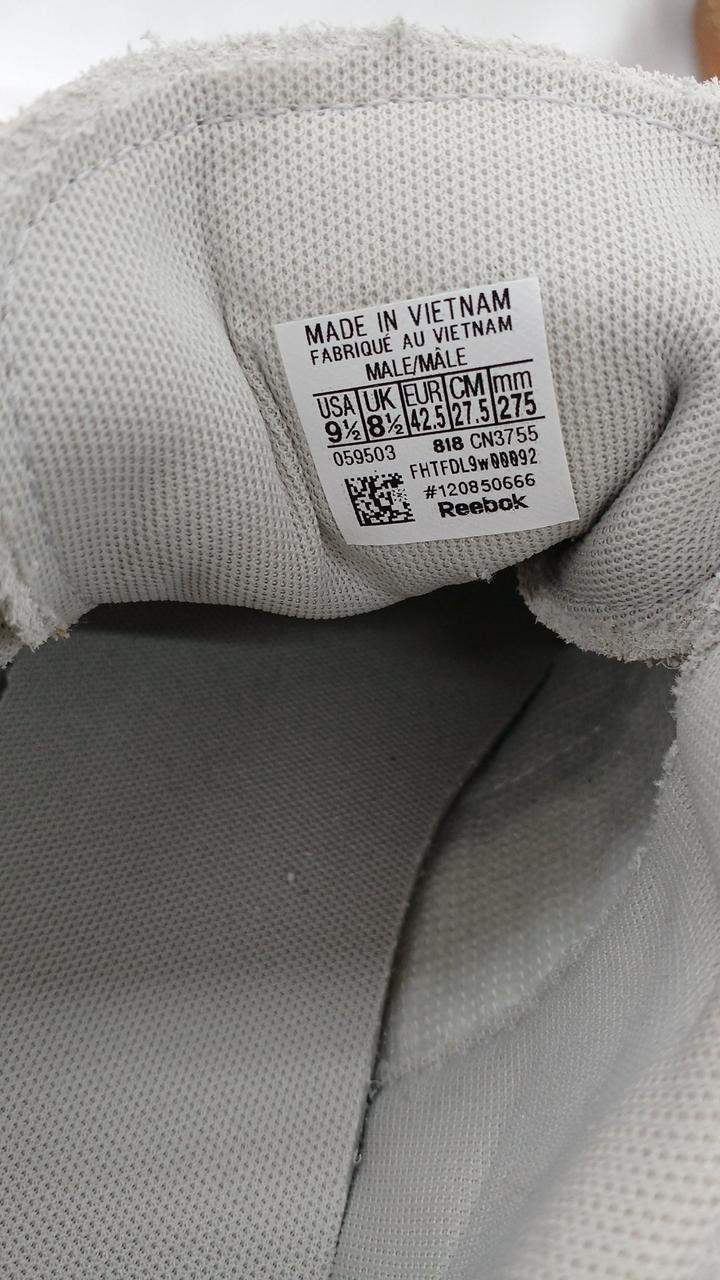 MADE IN VIETNAM
FABRIQUÉ AU VIETNAM
MALE/MÂLE
USA UK EUR CM mm
9½ 8½ 42.5 27.5 275
059503 818 CN3755
FHTFDL9w00092
#120850666
Reebok